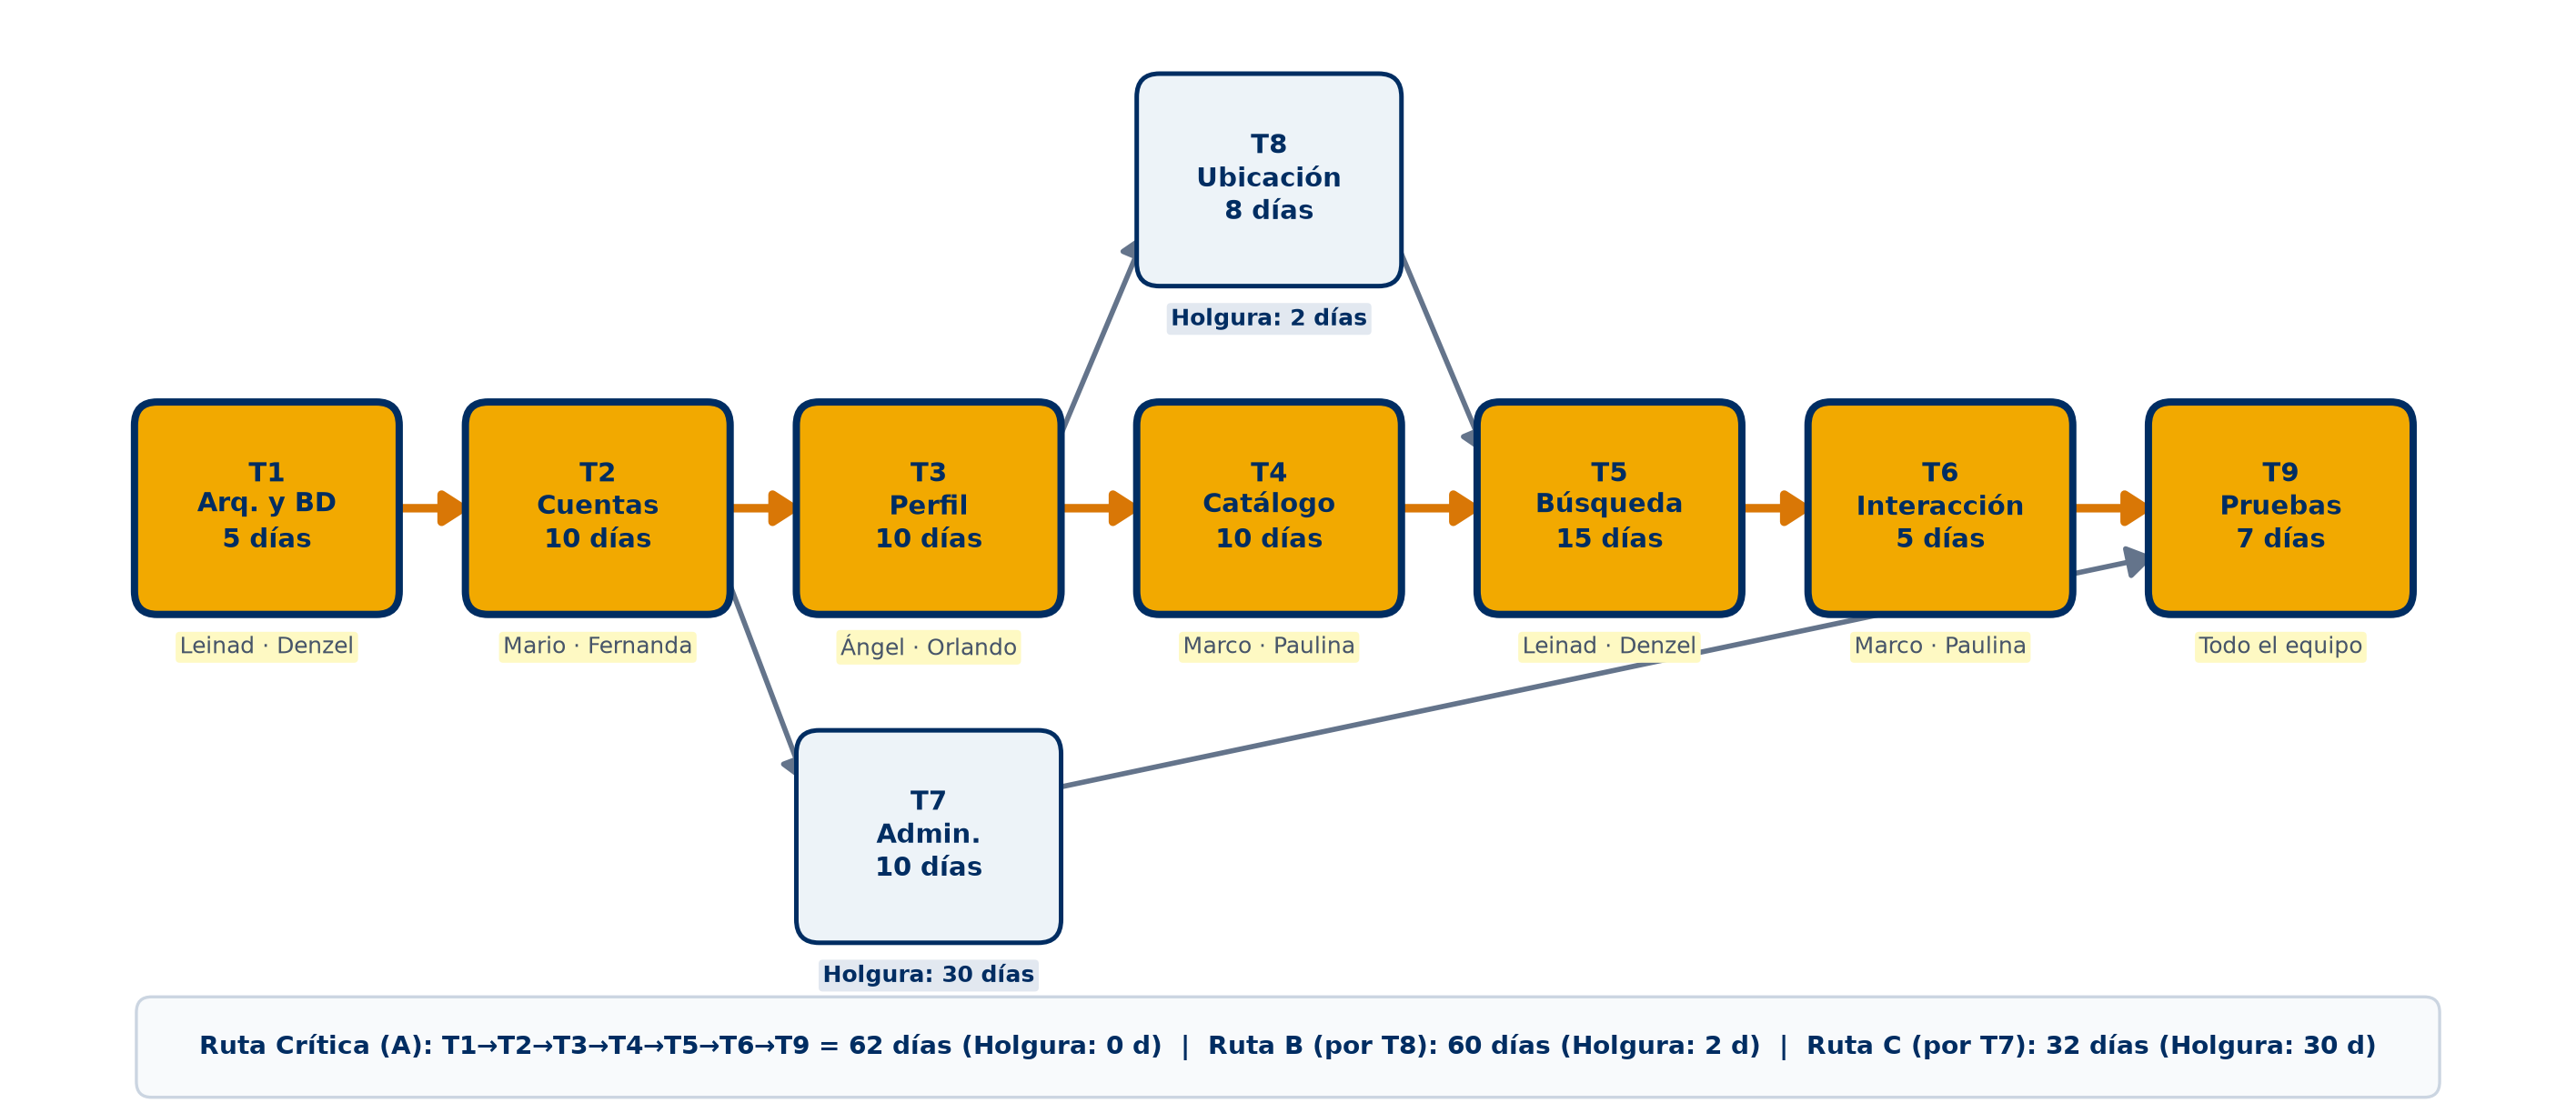 T8
Ubicación
8 días
Holgura: 2 días
T1
Arq. y BD
5 días
Leinad · Denzel
T2
Cuentas
10 días
Mario · Fernanda
T3
Perfil
10 días
Ángel · Orlando
T4
Catálogo
10 días
Marco · Paulina
T5
Búsqueda
15 días
Leinad · Denzel
T6
Interacción
5 días
Marco · Paulina
T9
Pruebas
7 días
Todo el equipo
T7
Admin.
10 días
Holgura: 30 días
Ruta Crítica (A): T1→T2→T3→T4→T5→T6→T9 = 62 días (Holgura: 0 d) | Ruta B (por T8): 60 días (Holgura: 2 d) | Ruta C (por T7): 32 días (Holgura: 30 d)